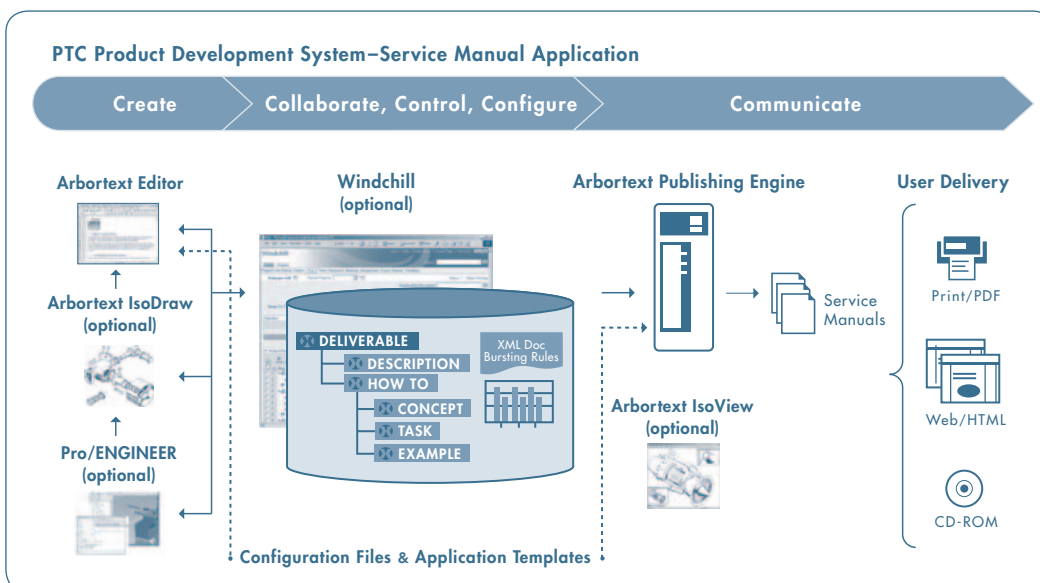 PTC Product Development System–Service Manual Application
Create
Collaborate, Control, Configure
Communicate
Arbortext Editor
Windchill
(optional)
Arbortext Publishing Engine
User Delivery
Windchill
Arbortext IsoDraw
(optional)
Pro/ENGINEER
(optional)
DELIVERABLE
DESCRIPTION
HOW TO
CONCEPT
TASK
EXAMPLE
XML Doc
Bursting Rules
Service
Manuals
Arbortext IsoView
(optional)
Print/PDF
Web/HTML
CD-ROM
Configuration Files & Application Templates